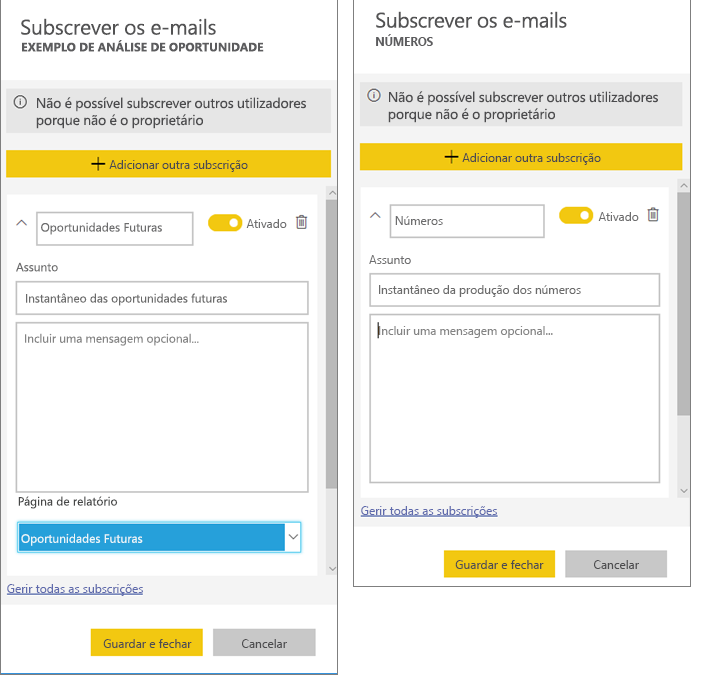 Subscrever os e-mails
EXEMPLO DE ANÁLISE DE OPORTUNIDADE
Não é possível subscrever outros utilizadores
porque não é o proprietário
Adicionar outra subscrição
Oportunidades Futuras
Ativado
Assunto
Instantâneo das oportunidades futuras
Incluir uma mensagem opcional...
Página de relatório
Oportunidades Futuras
Gerir todas as subscrições
Guardar e fechar
Cancelar
Subscrever os e-mails
NÚMEROS
Não é possível subscrever outros utilizadores
porque não é o proprietário
Adicionar outra subscrição
Números
Ativado
Assunto
Instantâneo da produção dos números
Incluir uma mensagem opcional...
Gerir todas as subscrições
Guardar e fechar
Cancelar